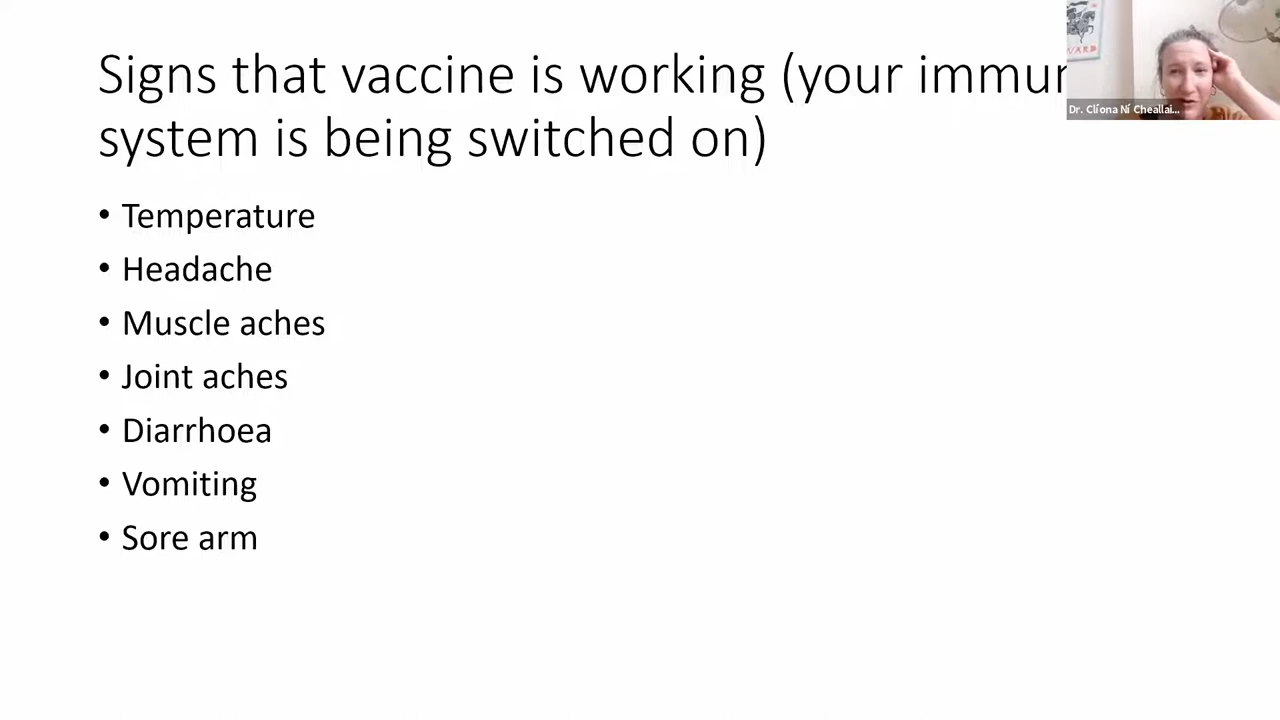 Signs that vaccine is working (your immun
system is being switched on)
• Temperature
• Headache
• Muscle aches
• Joint aches
• Diarrhoea
• Vomiting
• Sore arm
Dr. Clíona Ní Cheallai...